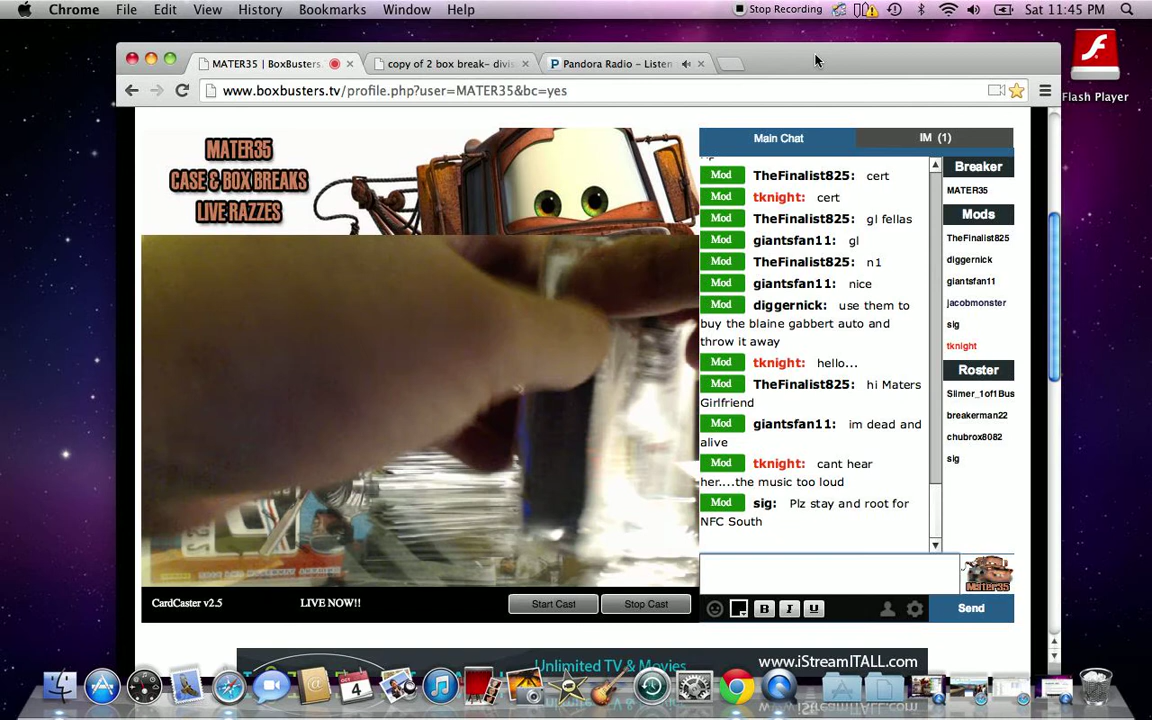 Chrome File Edit View History Bookmarks Window Help
Stop Recording
Sat 11:45 PM
MATER35 | BoxBusters.
copy of 2 box break- divis
Pandora Radio - Listen
www.boxbusters.tv/profile.php?user=MATER35&bc=yes
Flash Player
MATER35
CASE & BOX BREAKS
LIVE RAZZES
Main Chat
IM (1)
Mod TheFinalist825: cert
Mod tknight: cert
Mod TheFinalist825: gl fellas
Mod giantsfan11: gl
Mod TheFinalist825: n1
Mod giantsfan11: nice
Mod diggernick: use them to
buy the blaine gabbert auto and
throw it away
Mod tknight: hello...
Mod TheFinalist825: hi Maters
Girlfriend
Mod giantsfan11: im dead and
alive
Mod tknight: cant hear
her....the music too loud
Mod sig: Plz stay and root for
NFC South
Breaker
MATER35
Mods
TheFinalist825
diggernick
giantsfan11
jacobmonster
sig
tknight
Roster
Slimer_1of1Bus
breakerman22
chubrox8082
sig
CardCaster v2.5
LIVE NOW!!
Start Cast
Stop Cast
B I U
Mater35
Send
Unlimited TV & Movies
www.iStreamITALL.com
OCT
4